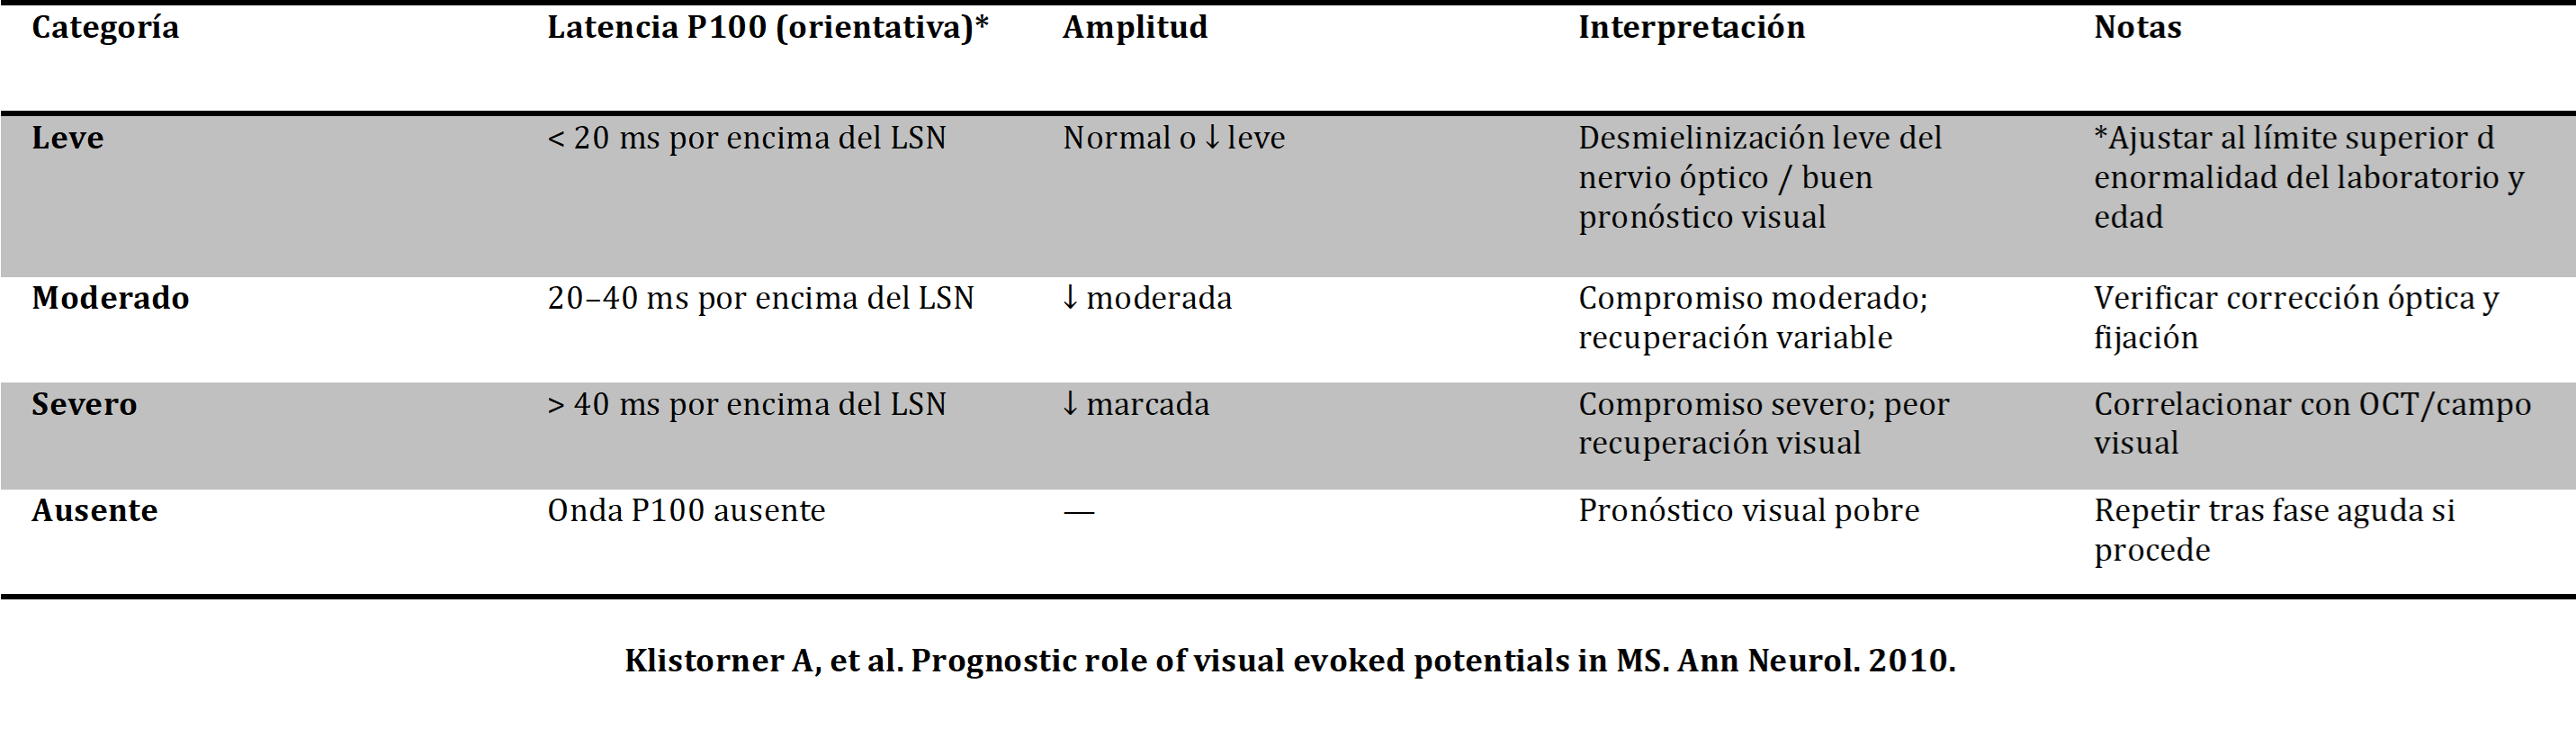 Categoría Latencia P100 (orientativa)* Amplitud Interpretación Notas
Leve < 20 ms por encima del LSN Normal o ↓ leve Desmielinización leve del *Ajustar al límite superior d
nervio óptico / buen enormalidad del laboratorio y
pronóstico visual edad
Moderado 20–40 ms por encima del LSN ↓ moderada Compromiso moderado; Verificar corrección óptica y
recuperación variable fijación
Severo > 40 ms por encima del LSN ↓ marcada Compromiso severo; peor Correlacionar con OCT/campo
recuperación visual visual
Ausente Onda P100 ausente — Pronóstico visual pobre Repetir tras fase aguda si
procede
Klistorner A, et al. Prognostic role of visual evoked potentials in MS. Ann Neurol. 2010.